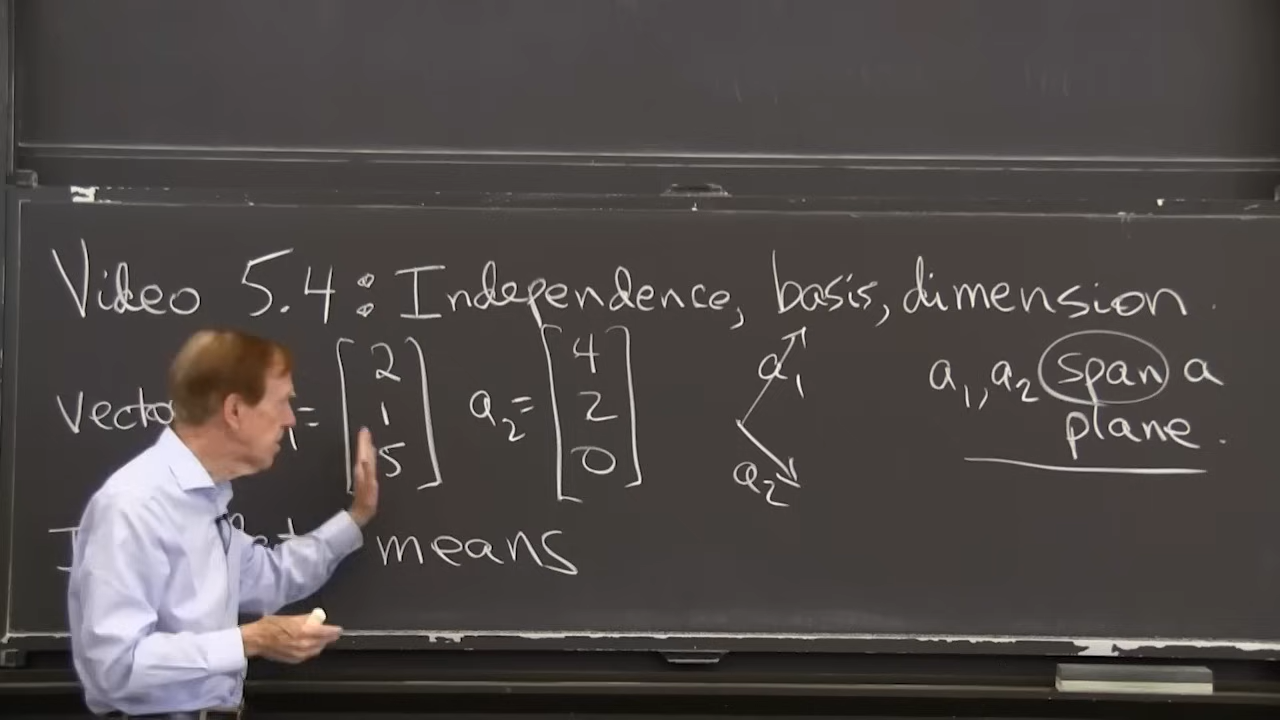 Video 5.4: Independence, basis, dimension.
= [2 1 5] a2 = [4 2 0] a1 a2 a1, a2 span a plane.
means